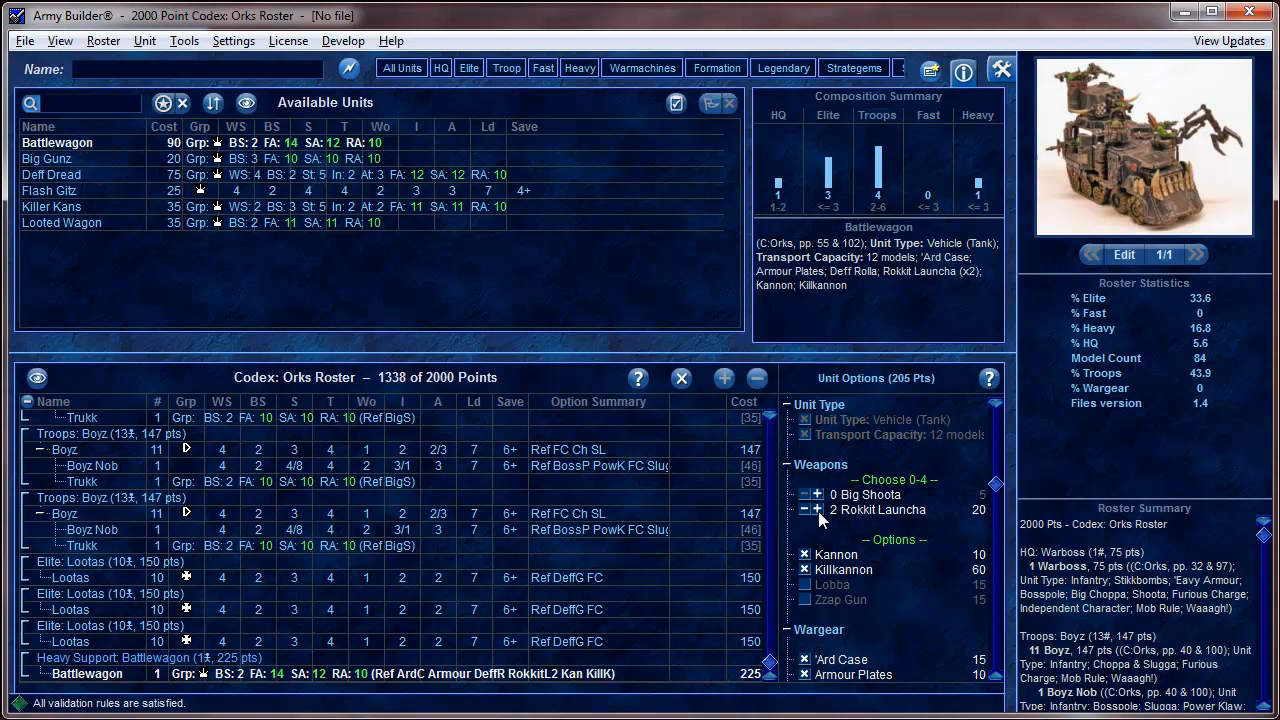 Army Builder® - 2000 Point Codex: Orks Roster - [No file]
File View Roster Unit Tools Settings License Develop Help View Updates
Name:
All Units HQ Elite Troop Fast Heavy Warmachines Formation Legendary Strategems
Available Units
Name Cost Grp WS BS S T Wo I A Ld Save
Battlewagon 90 Grp: BS: 2 FA: 14 SA: 12 RA: 10
Big Gunz 20 Grp: BS: 3 FA: 10 SA: 10 RA: 10
Deff Dread 75 Grp: WS: 4 BS: 2 St: 5 In: 2 At: 3 FA: 12 SA: 12 RA: 10
Flash Gitz 25 4 2 4 4 2 3 3 7 4+
Killer Kans 35 Grp: WS: 2 BS: 3 St: 5 In: 2 At: 2 FA: 11 SA: 11 RA: 10
Looted Wagon 35 Grp: BS: 2 FA: 11 SA: 11 RA: 10
Composition Summary
HQ Elite Troops Fast Heavy
1 3 4 0 1
1-2 <= 3 2-6 <= 3 <= 3
Battlewagon
(C:Orks, pp. 55 & 102); Unit Type: Vehicle (Tank);
Transport Capacity: 12 models; 'Ard Case;
Armour Plates; Deff Rolla; Rokkit Launcha (x2);
Kannon; Killkannon
Edit 1/1
Roster Statistics
% Elite 33.6
% Fast 0
% Heavy 16.8
% HQ 5.6
Model Count 84
% Troops 43.9
% Wargear 0
Files version 1.4
Codex: Orks Roster – 1338 of 2000 Points
Name # Grp WS BS S T Wo I A Ld Save Option Summary Cost
Trukk 1 Grp: BS: 2 FA: 10 SA: 10 RA: 10 (Ref BigS) [35]
Troops: Boyz (13, 147 pts)
Boyz 11 4 2 3 4 1 2 2/3 7 6+ Ref FC Ch SL 147
Boyz Nob 1 4 2 4/8 4 2 3/1 3 7 6+ Ref BossP PowK FC Slug [46]
Trukk 1 Grp: BS: 2 FA: 10 SA: 10 RA: 10 (Ref BigS) [35]
Troops: Boyz (13, 147 pts)
Boyz 11 4 2 3 4 1 2 2/3 7 6+ Ref FC Ch SL 147
Boyz Nob 1 4 2 4/8 4 2 3/1 3 7 6+ Ref BossP PowK FC Slug [46]
Trukk 1 Grp: BS: 2 FA: 10 SA: 10 RA: 10 (Ref BigS) [35]
Elite: Lootas (10, 150 pts)
Lootas 10 4 2 3 4 1 2 2 7 6+ Ref DeffG FC 150
Elite: Lootas (10, 150 pts)
Lootas 10 4 2 3 4 1 2 2 7 6+ Ref DeffG FC 150
Elite: Lootas (10, 150 pts)
Lootas 10 4 2 3 4 1 2 2 7 6+ Ref DeffG FC 150
Heavy Support: Battlewagon (1, 225 pts)
Battlewagon 1 Grp: BS: 2 FA: 14 SA: 12 RA: 10 (Ref ArdC Armour DeffR RokkitL2 Kan KillK) 225
Unit Options (205 Pts)
Unit Type
Unit Type: Vehicle (Tank)
Transport Capacity: 12 models
Weapons
-- Choose 0-4 --
0 Big Shoota 5
2 Rokkit Launcha 20
-- Options --
Kannon 10
Killkannon 60
Lobba 15
Zzap Gun 15
Wargear
'Ard Case 15
Armour Plates 10
Roster Summary
2000 Pts - Codex: Orks Roster
HQ: Warboss (1#, 75 pts)
1 Warboss, 75 pts ((C:Orks, pp. 32 & 97);
Unit Type: Infantry; Stikkbombs; 'Eavy Armour;
Bosspole; Big Choppa; Shoota; Furious Charge;
Independent Character; Mob Rule; Waaagh!)
Troops: Boyz (13#, 147 pts)
11 Boyz, 147 pts ((C:Orks, pp. 40 & 100); Unit
Type: Infantry; Choppa & Slugga; Furious
Charge; Mob Rule; Waaagh!)
1 Boyz Nob ((C:Orks, pp. 40 & 100); Unit
Type: Infantry; Bosspole; Slugga; Power Klaw;
All validation rules are satisfied.